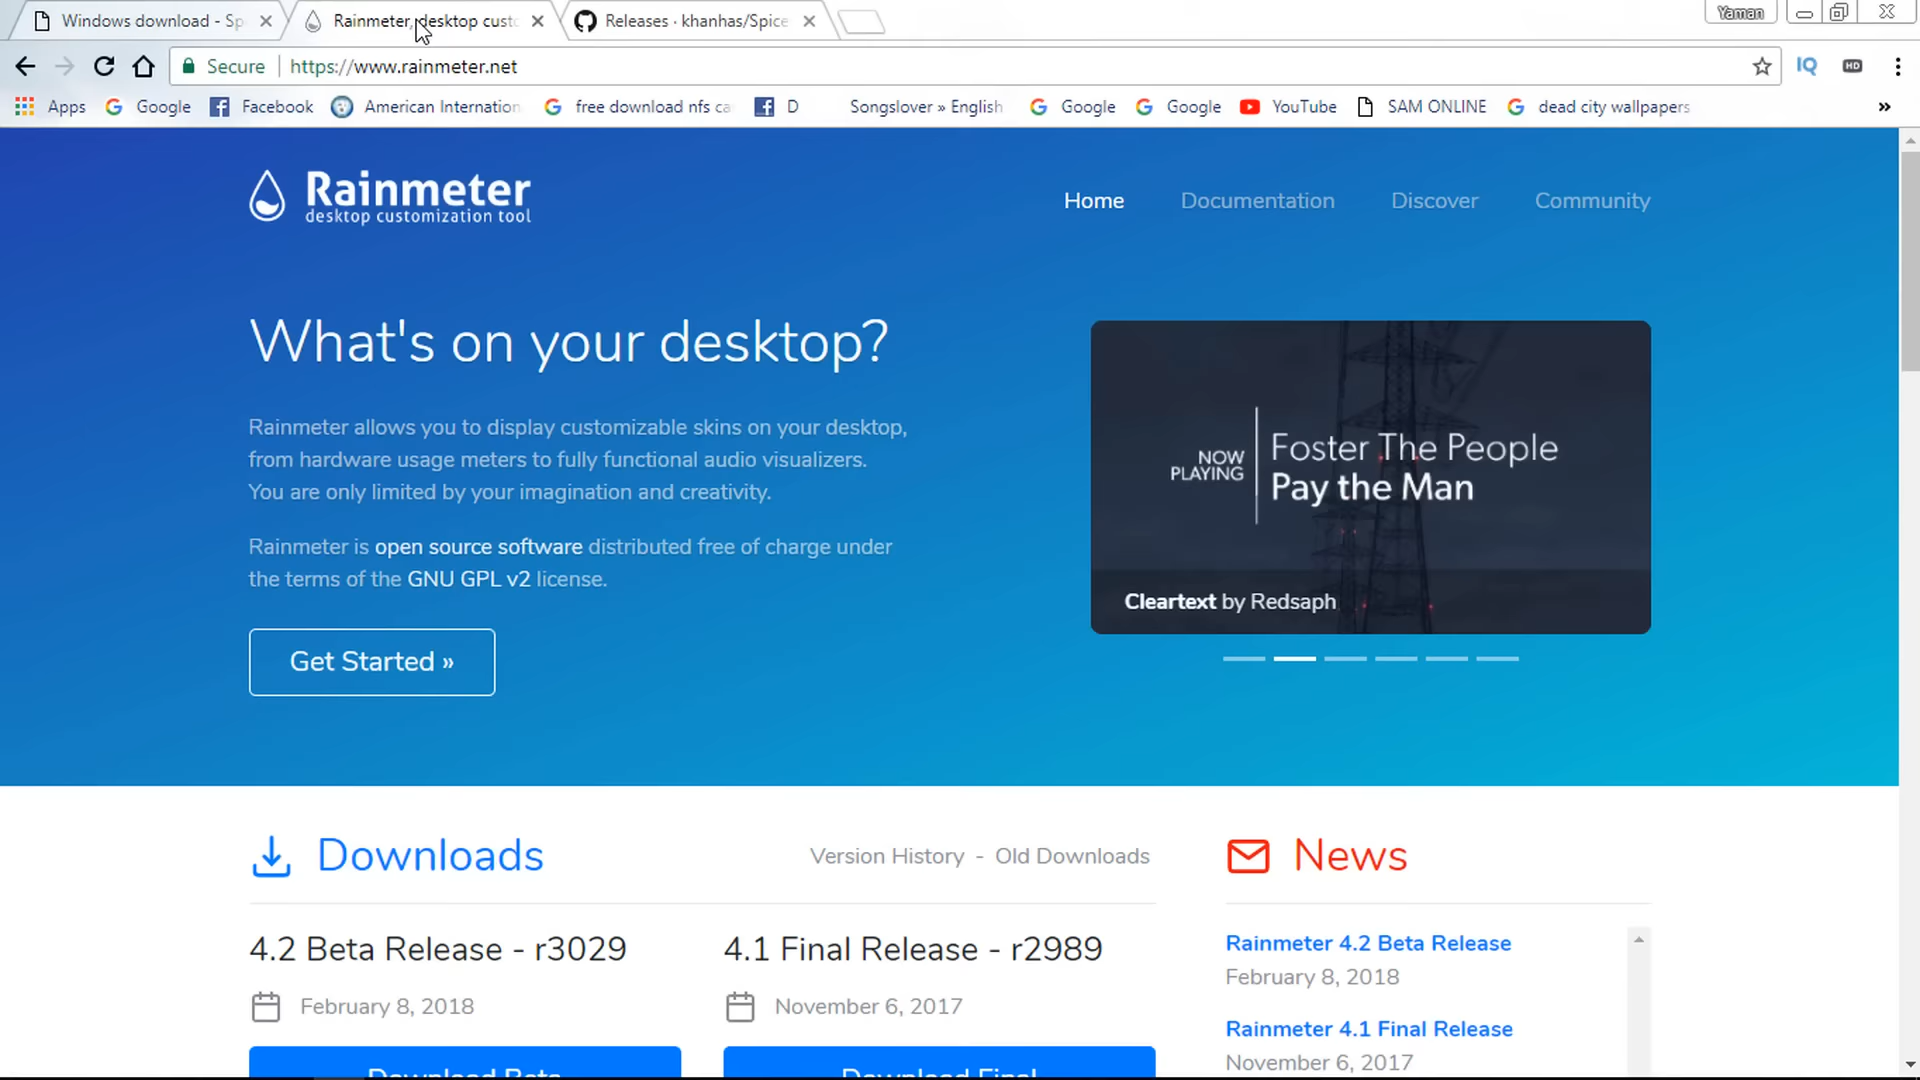 Windows download - Sp
Rainmeter, desktop custo
Releases · khanhas/Spice
Yaman
Secure
https://www.rainmeter.net
IQ
HD
Apps
Google
Facebook
American Internation
free download nfs ca
D
Songslover » English
Google
Google
YouTube
SAM ONLINE
dead city wallpapers
»
Rainmeter
desktop customization tool
Home
Documentation
Discover
Community
What's on your desktop?
Rainmeter allows you to display customizable skins on your desktop,
from hardware usage meters to fully functional audio visualizers.
You are only limited by your imagination and creativity.
Rainmeter is open source software distributed free of charge under
the terms of the GNU GPL v2 license.
Get Started »
NOW
PLAYING
Foster The People
Pay the Man
Cleartext by Redsaph
Downloads
Version History - Old Downloads
4.2 Beta Release - r3029
February 8, 2018
Download Beta
4.1 Final Release - r2989
November 6, 2017
Download Final
News
Rainmeter 4.2 Beta Release
February 8, 2018
Rainmeter 4.1 Final Release
November 6, 2017